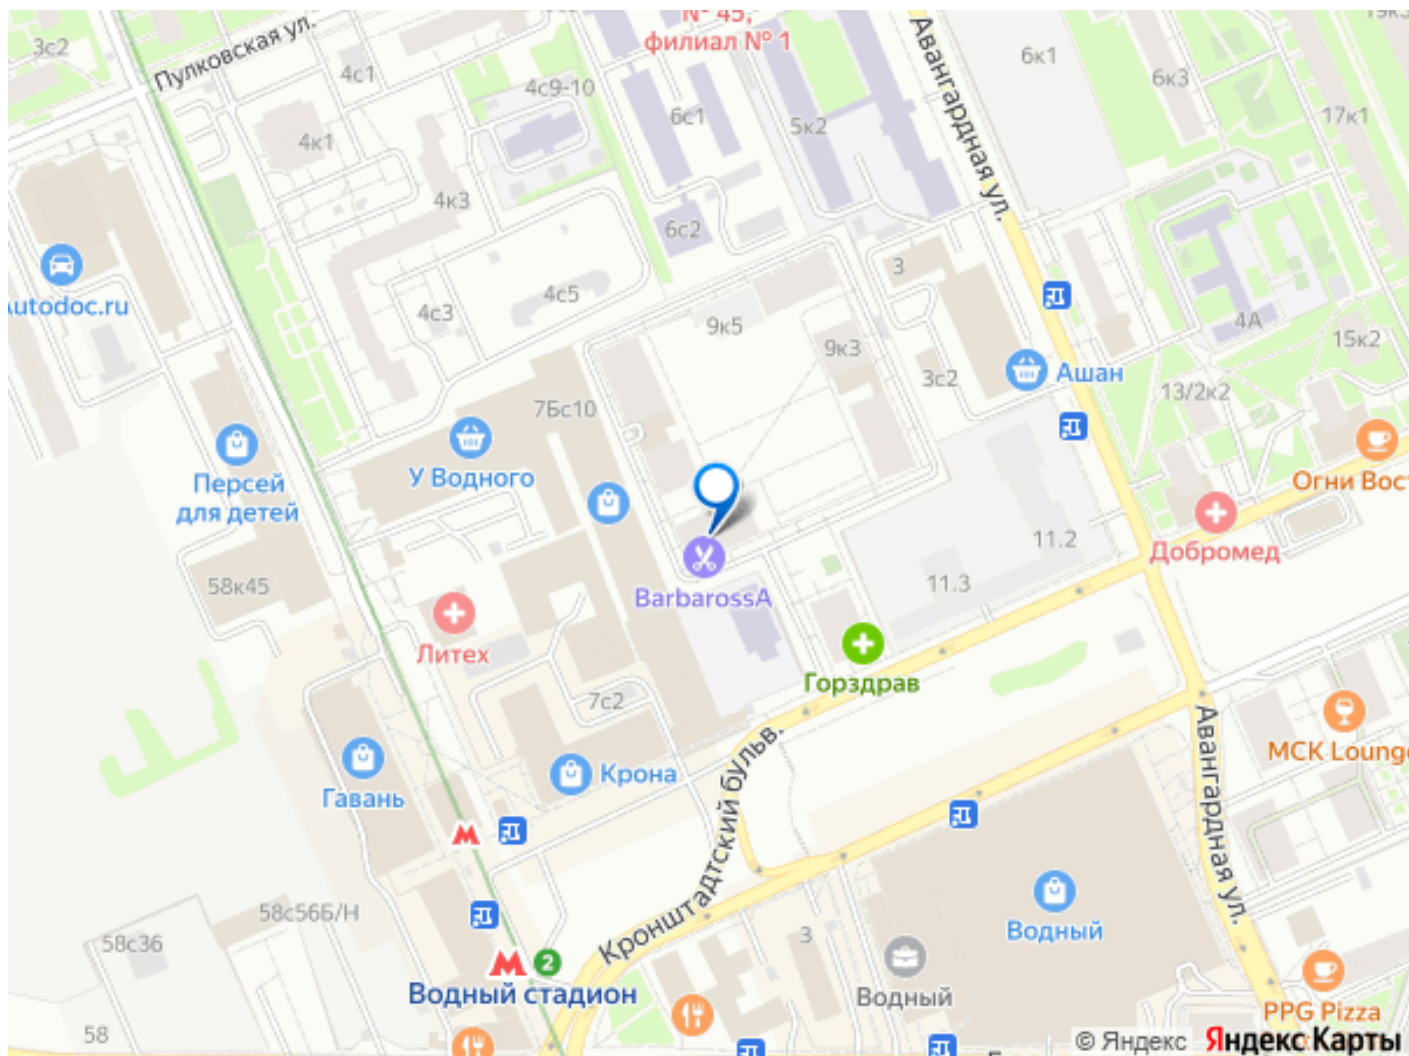 № 45,
филиал № 1
Пулковская ул.
3с2
4с1
4с9-10
6с1
5к2
Авангардная ул.
6к1
6к3
17к1
4к1
4к3
6с2
3
Autodoc.ru
4с5
4с3
9к5
9к3
3с2
4А
15к2
Ашан
13/2к2
7Бс10
У Водного
Персей
для детей
Огни Вост
11.2
Добромед
58к45
BarbarossA
11.3
Литех
Горздрав
7с2
Авангардная ул.
МСК Lounge
Крона
Гавань
Кронштадтский бульв.
58с56Б/Н
58с36
3
Водный
2
Водный стадион
Водный
PPG Pizza
58
© Яндекс Яндекс Карты